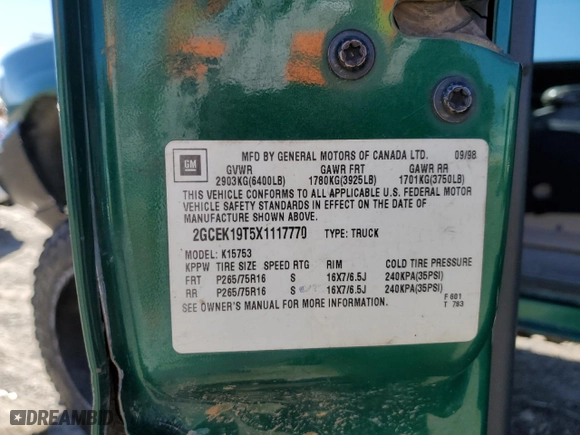 GM
MFD BY GENERAL MOTORS OF CANADA LTD. 09/98
GVWR GAWR FRT GAWR RR
2903KG(6400LB) 1780KG(3925LB) 1701KG(3750LB)
THIS VEHICLE CONFORMS TO ALL APPLICABLE U.S. FEDERAL MOTOR
VEHICLE SAFETY STANDARDS IN EFFECT ON THE DATE OF
MANUFACTURE SHOWN ABOVE.
2GCEK19T5X1117770 TYPE: TRUCK
MODEL: K15753
KPPW TIRE SIZE SPEED RTG RIM COLD TIRE PRESSURE
FRT P265/75R16 S 16X7/6.5J 240KPA(35PSI)
RR P265/75R16 S 16X7/6.5J 240KPA(35PSI)
SEE OWNER'S MANUAL FOR MORE INFORMATION.
F 601
T 783
DREAMBID